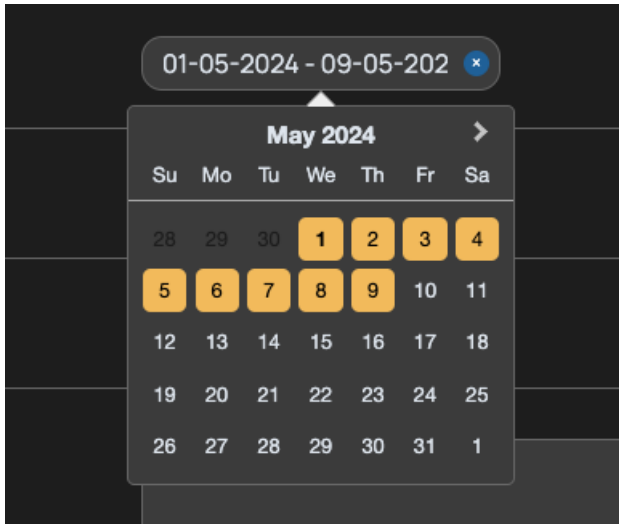 01-05-2024 - 09-05-202
May 2024
Su Mo Tu We Th Fr Sa
28 29 30 1 2 3 4
5 6 7 8 9 10 11
12 13 14 15 16 17 18
19 20 21 22 23 24 25
26 27 28 29 30 31 1